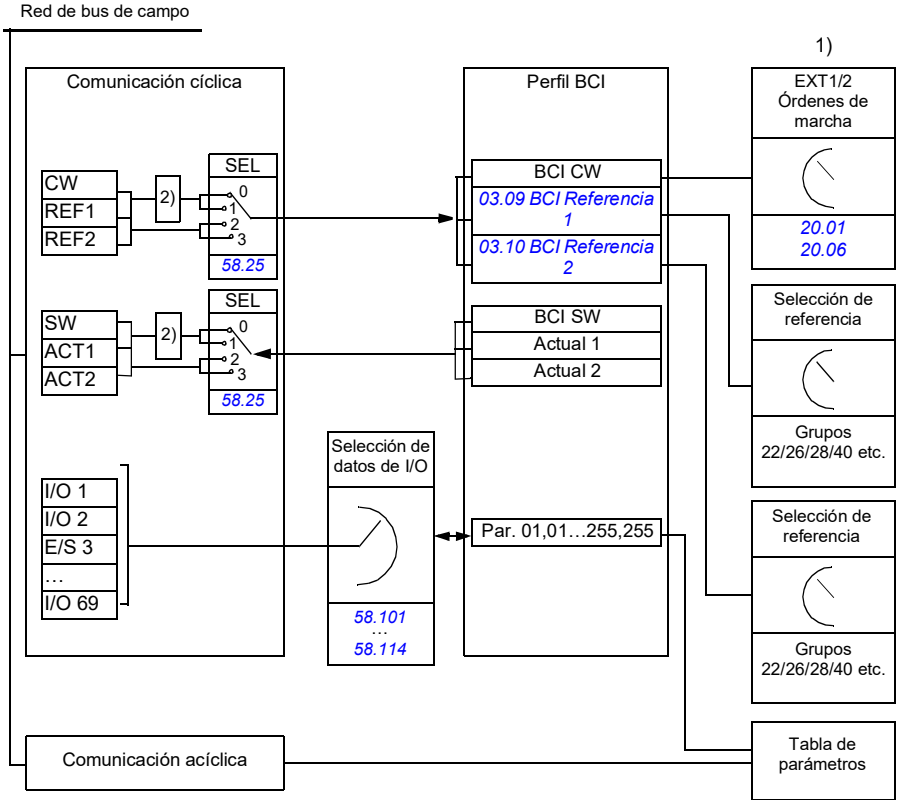 Red de bus de campo
1)
Comunicación cíclica
Perfil BCI
EXT1/2
Órdenes de
marcha
20.01
20.06
CW
REF1
REF2
2)
SEL
0
1
2
3
58.25
BCI CW
03.09 BCI Referencia
1
03.10 BCI Referencia
2
SW
ACT1
ACT2
2)
SEL
0
1
2
3
58.25
BCI SW
Actual 1
Actual 2
Selección de
referencia
Grupos
22/26/28/40 etc.
I/O 1
I/O 2
E/S 3
…
I/O 69
Selección de
datos de I/O
58.101
…
58.114
Par. 01,01…255,255
Selección de
referencia
Grupos
22/26/28/40 etc.
Comunicación acíclica
Tabla de
parámetros